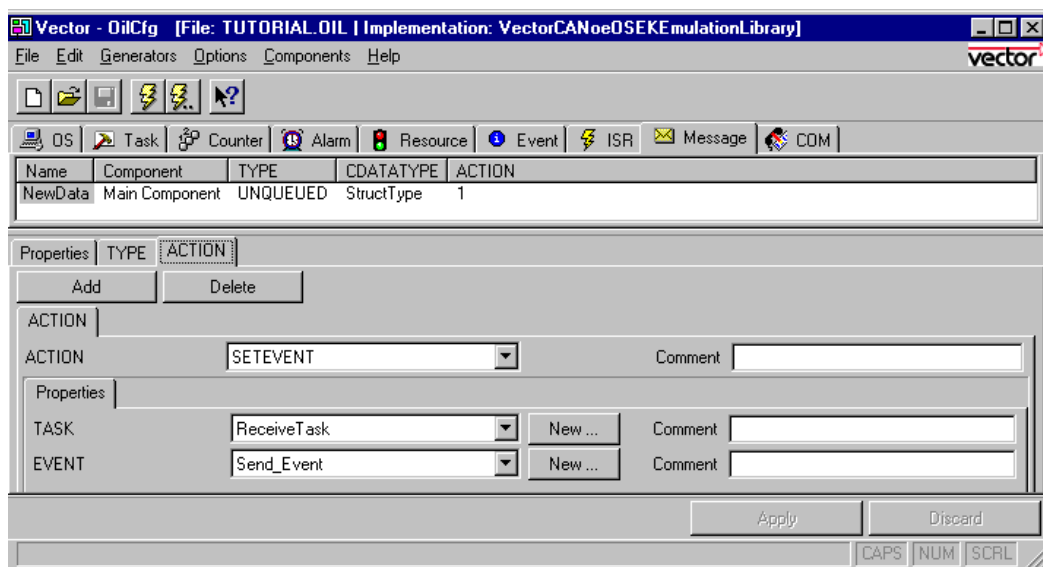 Vector - OilCfg [File: TUTORIAL.OIL | Implementation: VectorCANoeOSEKEmulationLibrary]
File Edit Generators Options Components Help
vector
OS Task Counter Alarm Resource Event ISR Message COM
Name Component TYPE CDATATYPE ACTION
NewData Main Component UNQUEUED StructType 1
Properties TYPE ACTION
Add Delete
ACTION
ACTION SETEVENT Comment
Properties
TASK ReceiveTask New ... Comment
EVENT Send_Event New ... Comment
Apply Discard
CAPS NUM SCRL